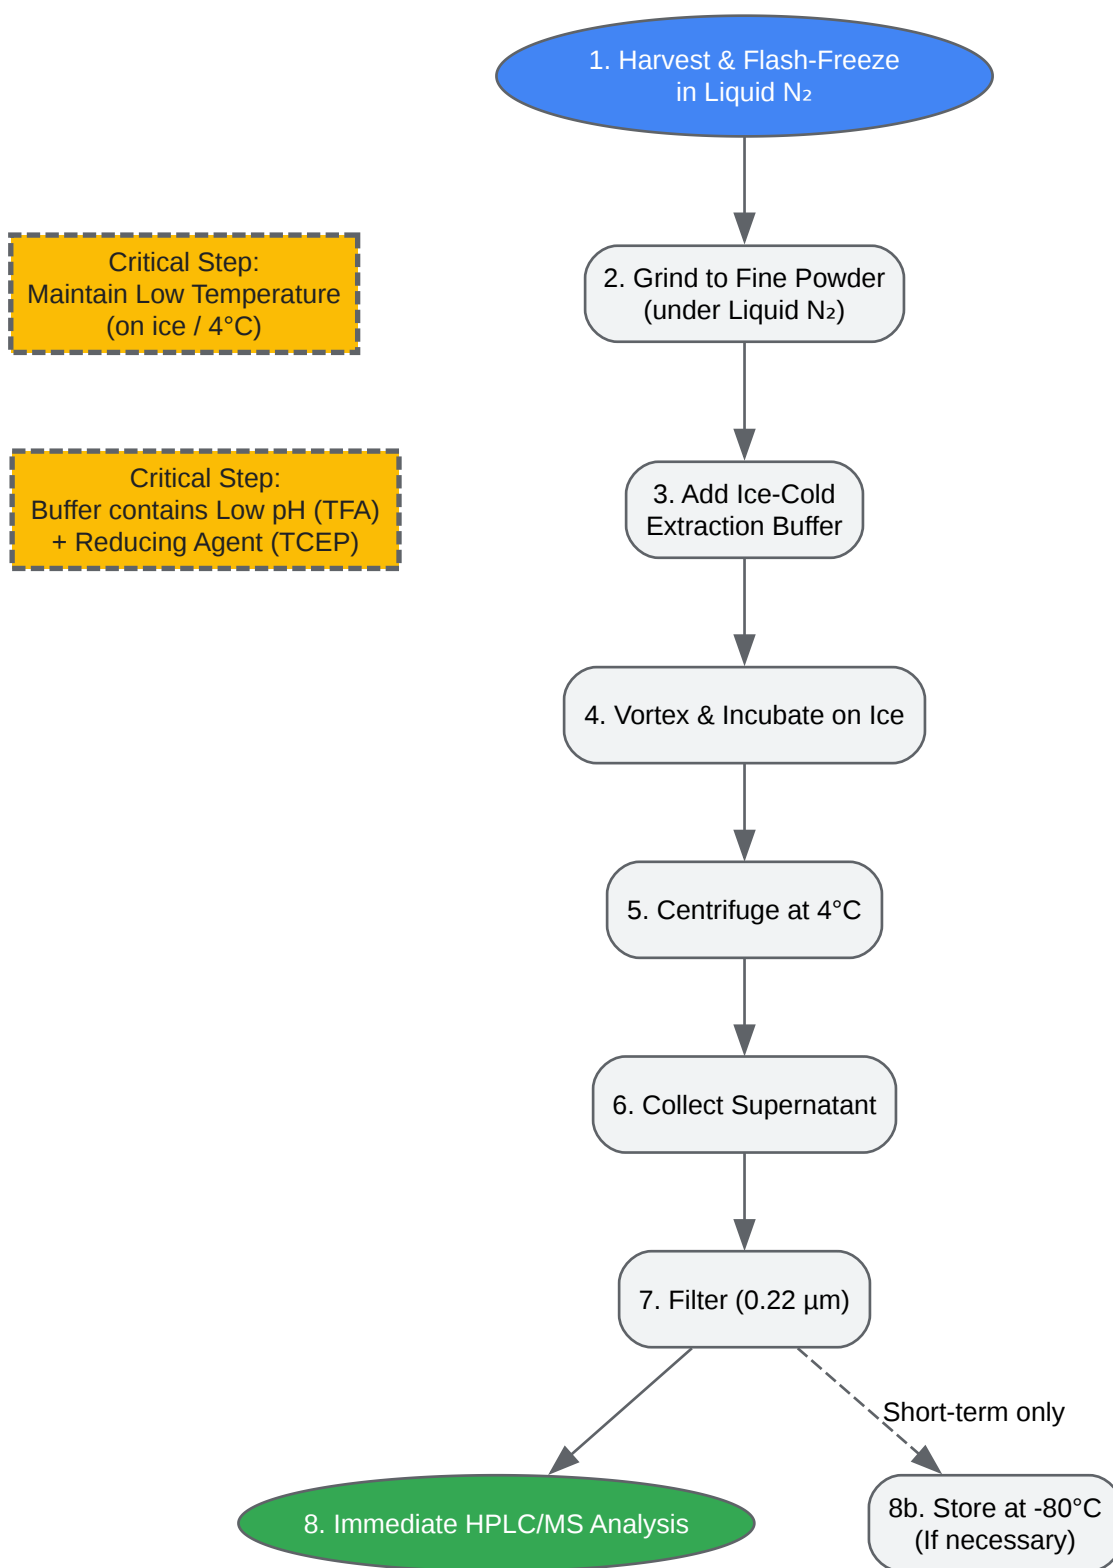 1. Harvest & Flash-Freeze
in Liquid N₂
Critical Step:
Maintain Low Temperature
(on ice / 4°C)
2. Grind to Fine Powder
(under Liquid N₂)
Critical Step:
Buffer contains Low pH (TFA)
+ Reducing Agent (TCEP)
3. Add Ice-Cold
Extraction Buffer
4. Vortex & Incubate on Ice
5. Centrifuge at 4°C
6. Collect Supernatant
7. Filter (0.22 µm)
Short-term only
8. Immediate HPLC/MS Analysis
8b. Store at -80°C
(If necessary)